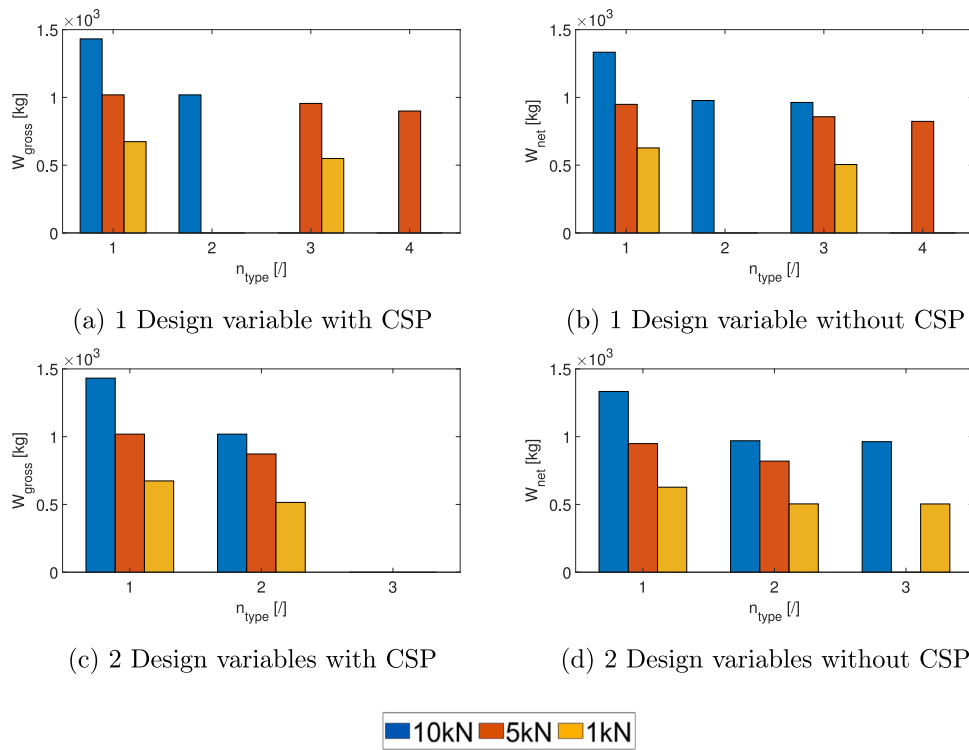 ×10³
1.5
1
0.5
0
W_gross [kg]
1 2 3 4
n_type [/]
(a) 1 Design variable with CSP
×10³
1.5
1
0.5
0
W_net [kg]
1 2 3 4
n_type [/]
(b) 1 Design variable without CSP
×10³
1.5
1
0.5
0
W_gross [kg]
1 2 3
n_type [/]
(c) 2 Design variables with CSP
×10³
1.5
1
0.5
0
W_net [kg]
1 2 3
n_type [/]
(d) 2 Design variables without CSP
10kN 5kN 1kN